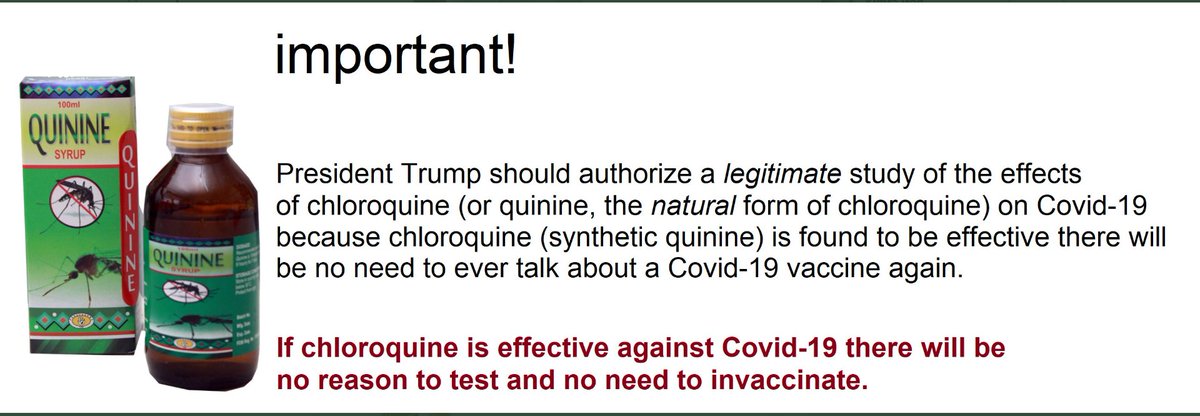 important!
100ml
QUININE
SYRUP
QUININE
QUININE
SYRUP
President Trump should authorize a legitimate study of the effects
of chloroquine (or quinine, the natural form of chloroquine) on Covid-19
because chloroquine (synthetic quinine) is found to be effective there will
be no need to ever talk about a Covid-19 vaccine again.
If chloroquine is effective against Covid-19 there will be
no reason to test and no need to invaccinate.